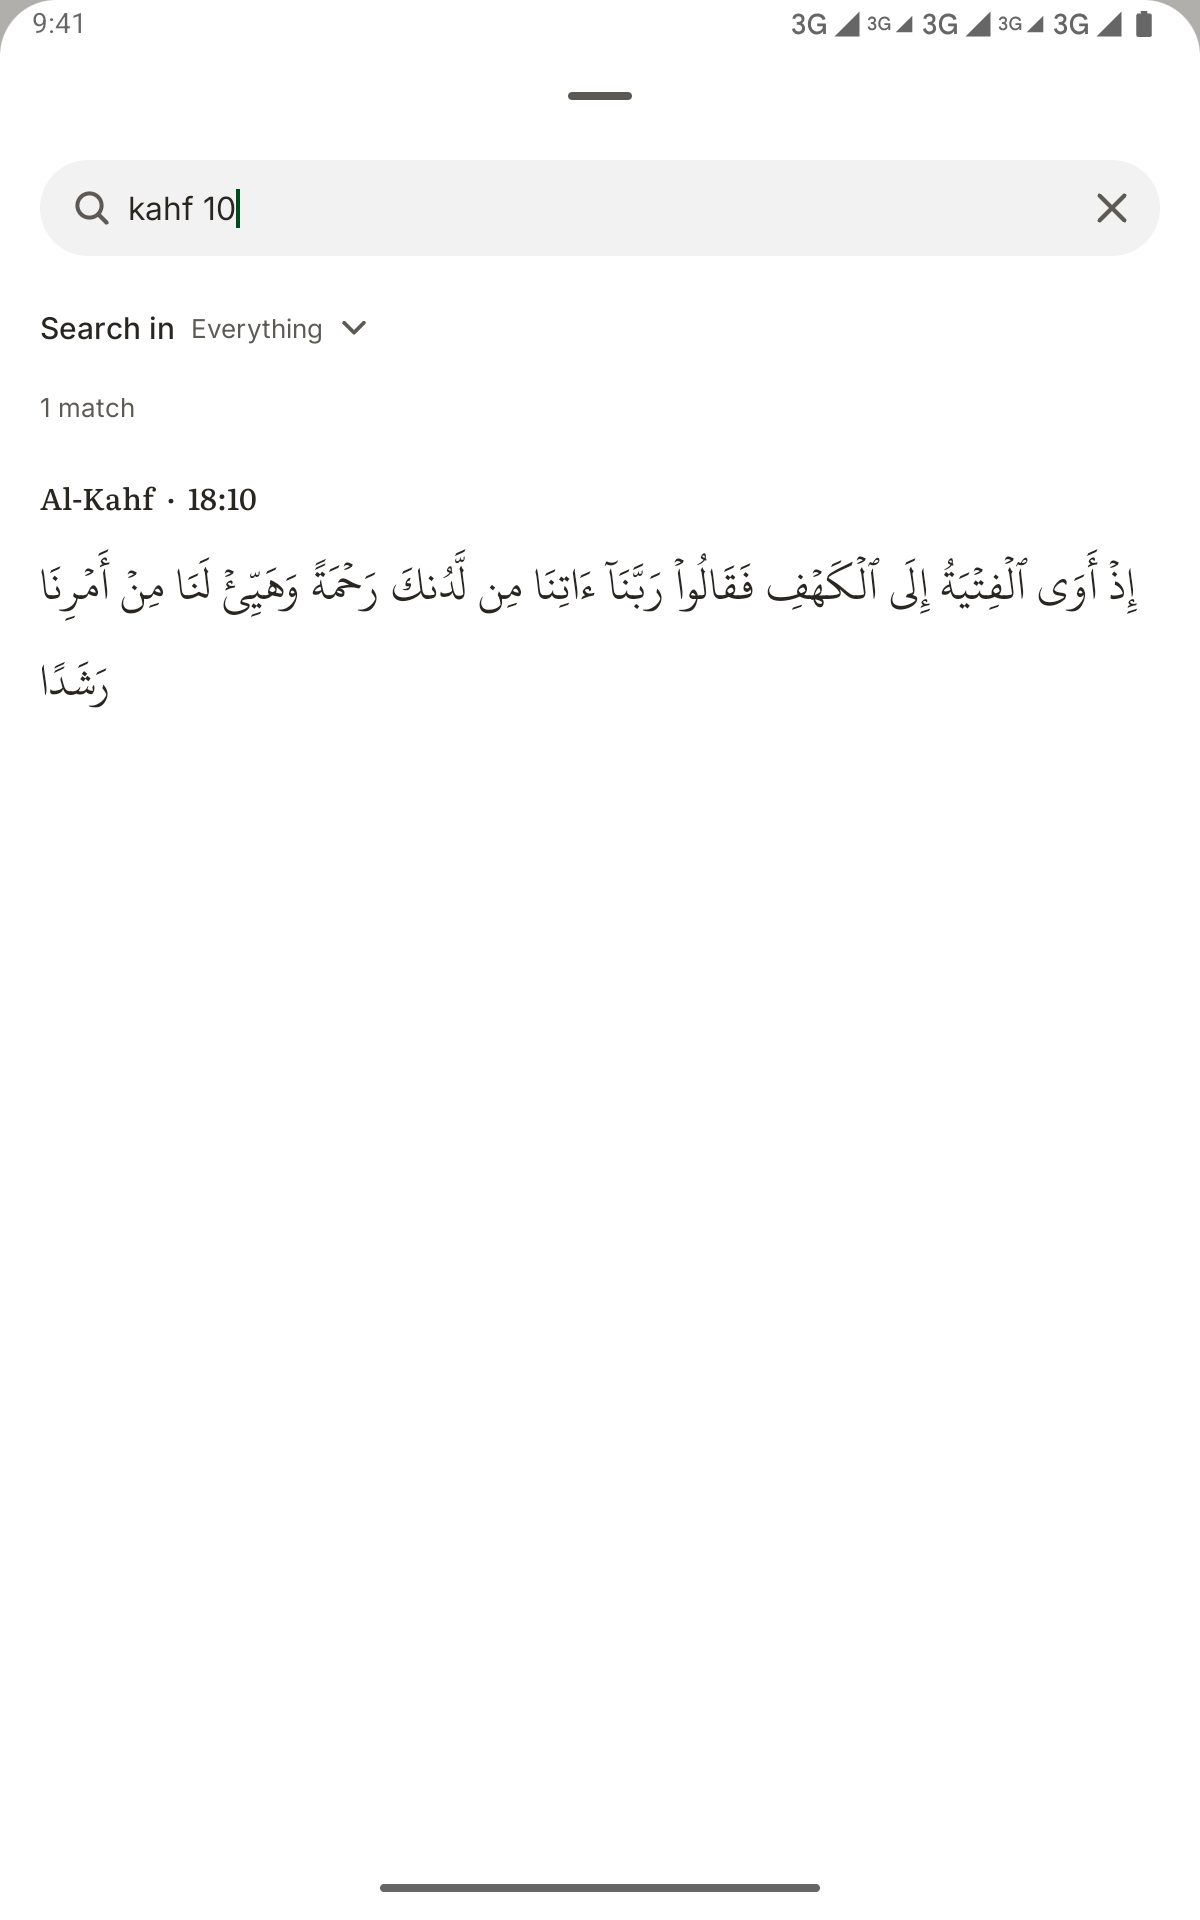 9:41
3G 3G 3G 3G 3G
kahf 10
Search in Everything
1 match
Al-Kahf · 18:10
إِذۡ أَوَى ٱلۡفِتۡيَةُ إِلَى ٱلۡكَهۡفِ فَقَالُواْ رَبَّنَآ ءَاتِنَا مِن لَّدُنكَ رَحۡمَةٗ وَهَيِّئۡ لَنَا مِنۡ أَمۡرِنَا
رَشَدٗا